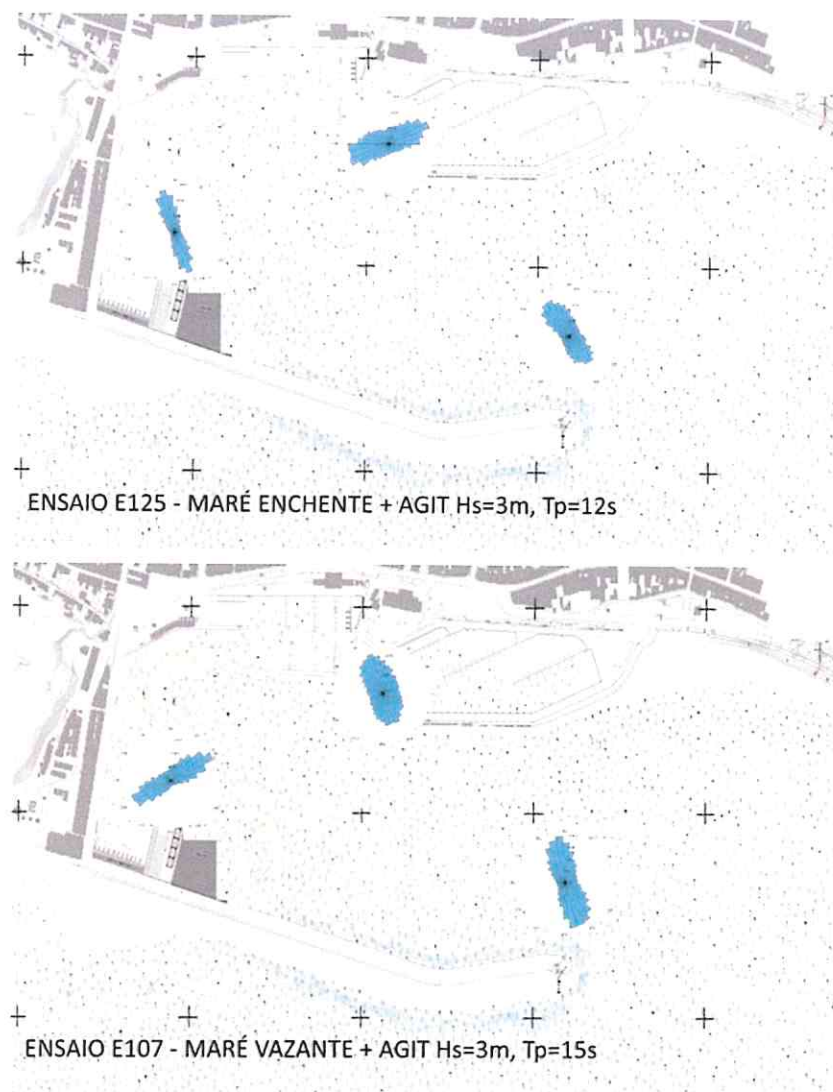 ENSAIO E125 - MARÉ ENCHENTE + AGIT Hs=3m, Tp=12s
ENSAIO E107 - MARÉ VAZANTE + AGIT Hs=3m, Tp=15s